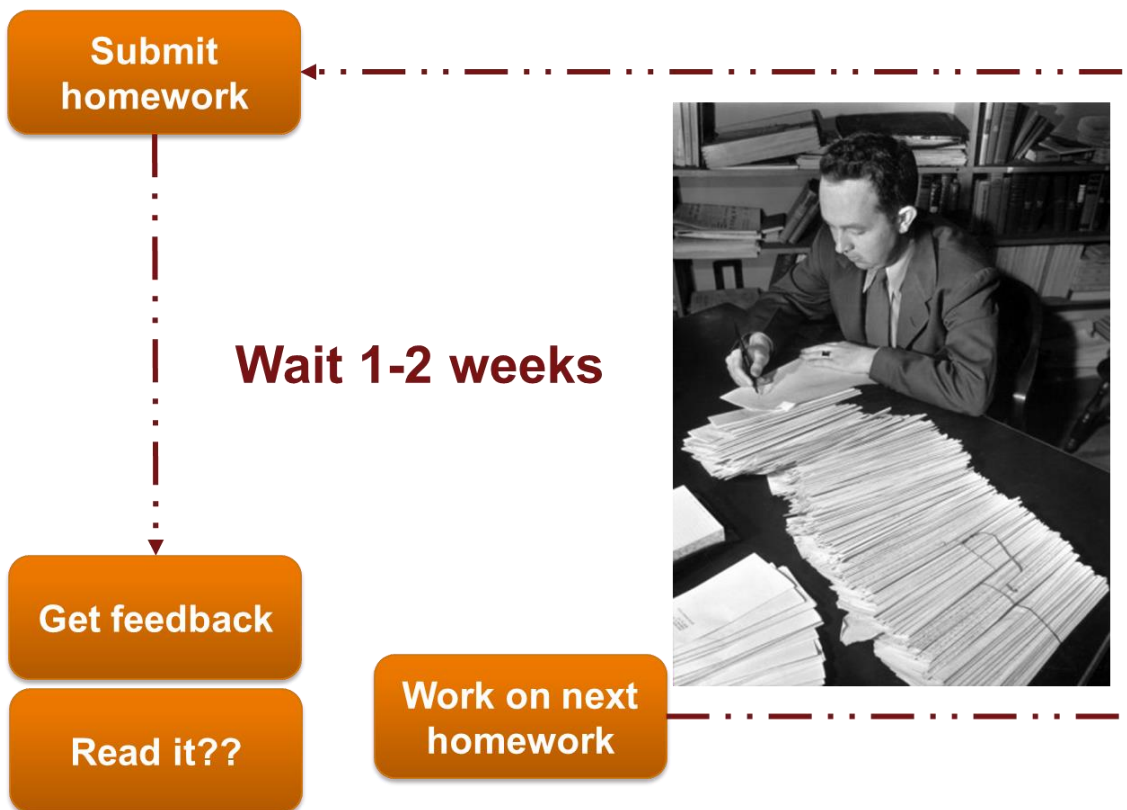 Submit
homework
Wait 1-2 weeks
Get feedback
Read it??
Work on next
homework